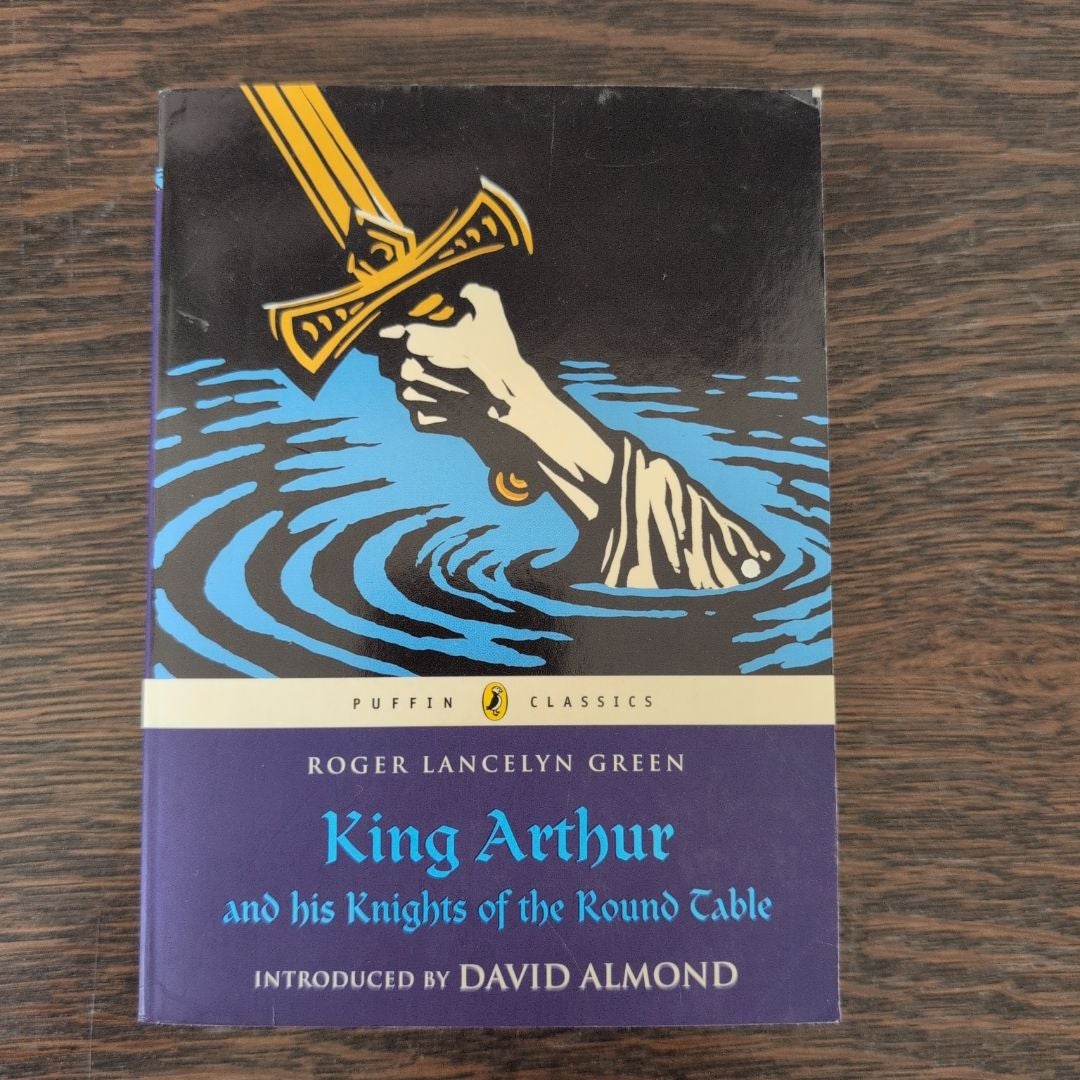 PUFFIN CLASSICS
ROGER LANCELYN GREEN
King Arthur
and his Knights of the Round Table
INTRODUCED BY DAVID ALMOND